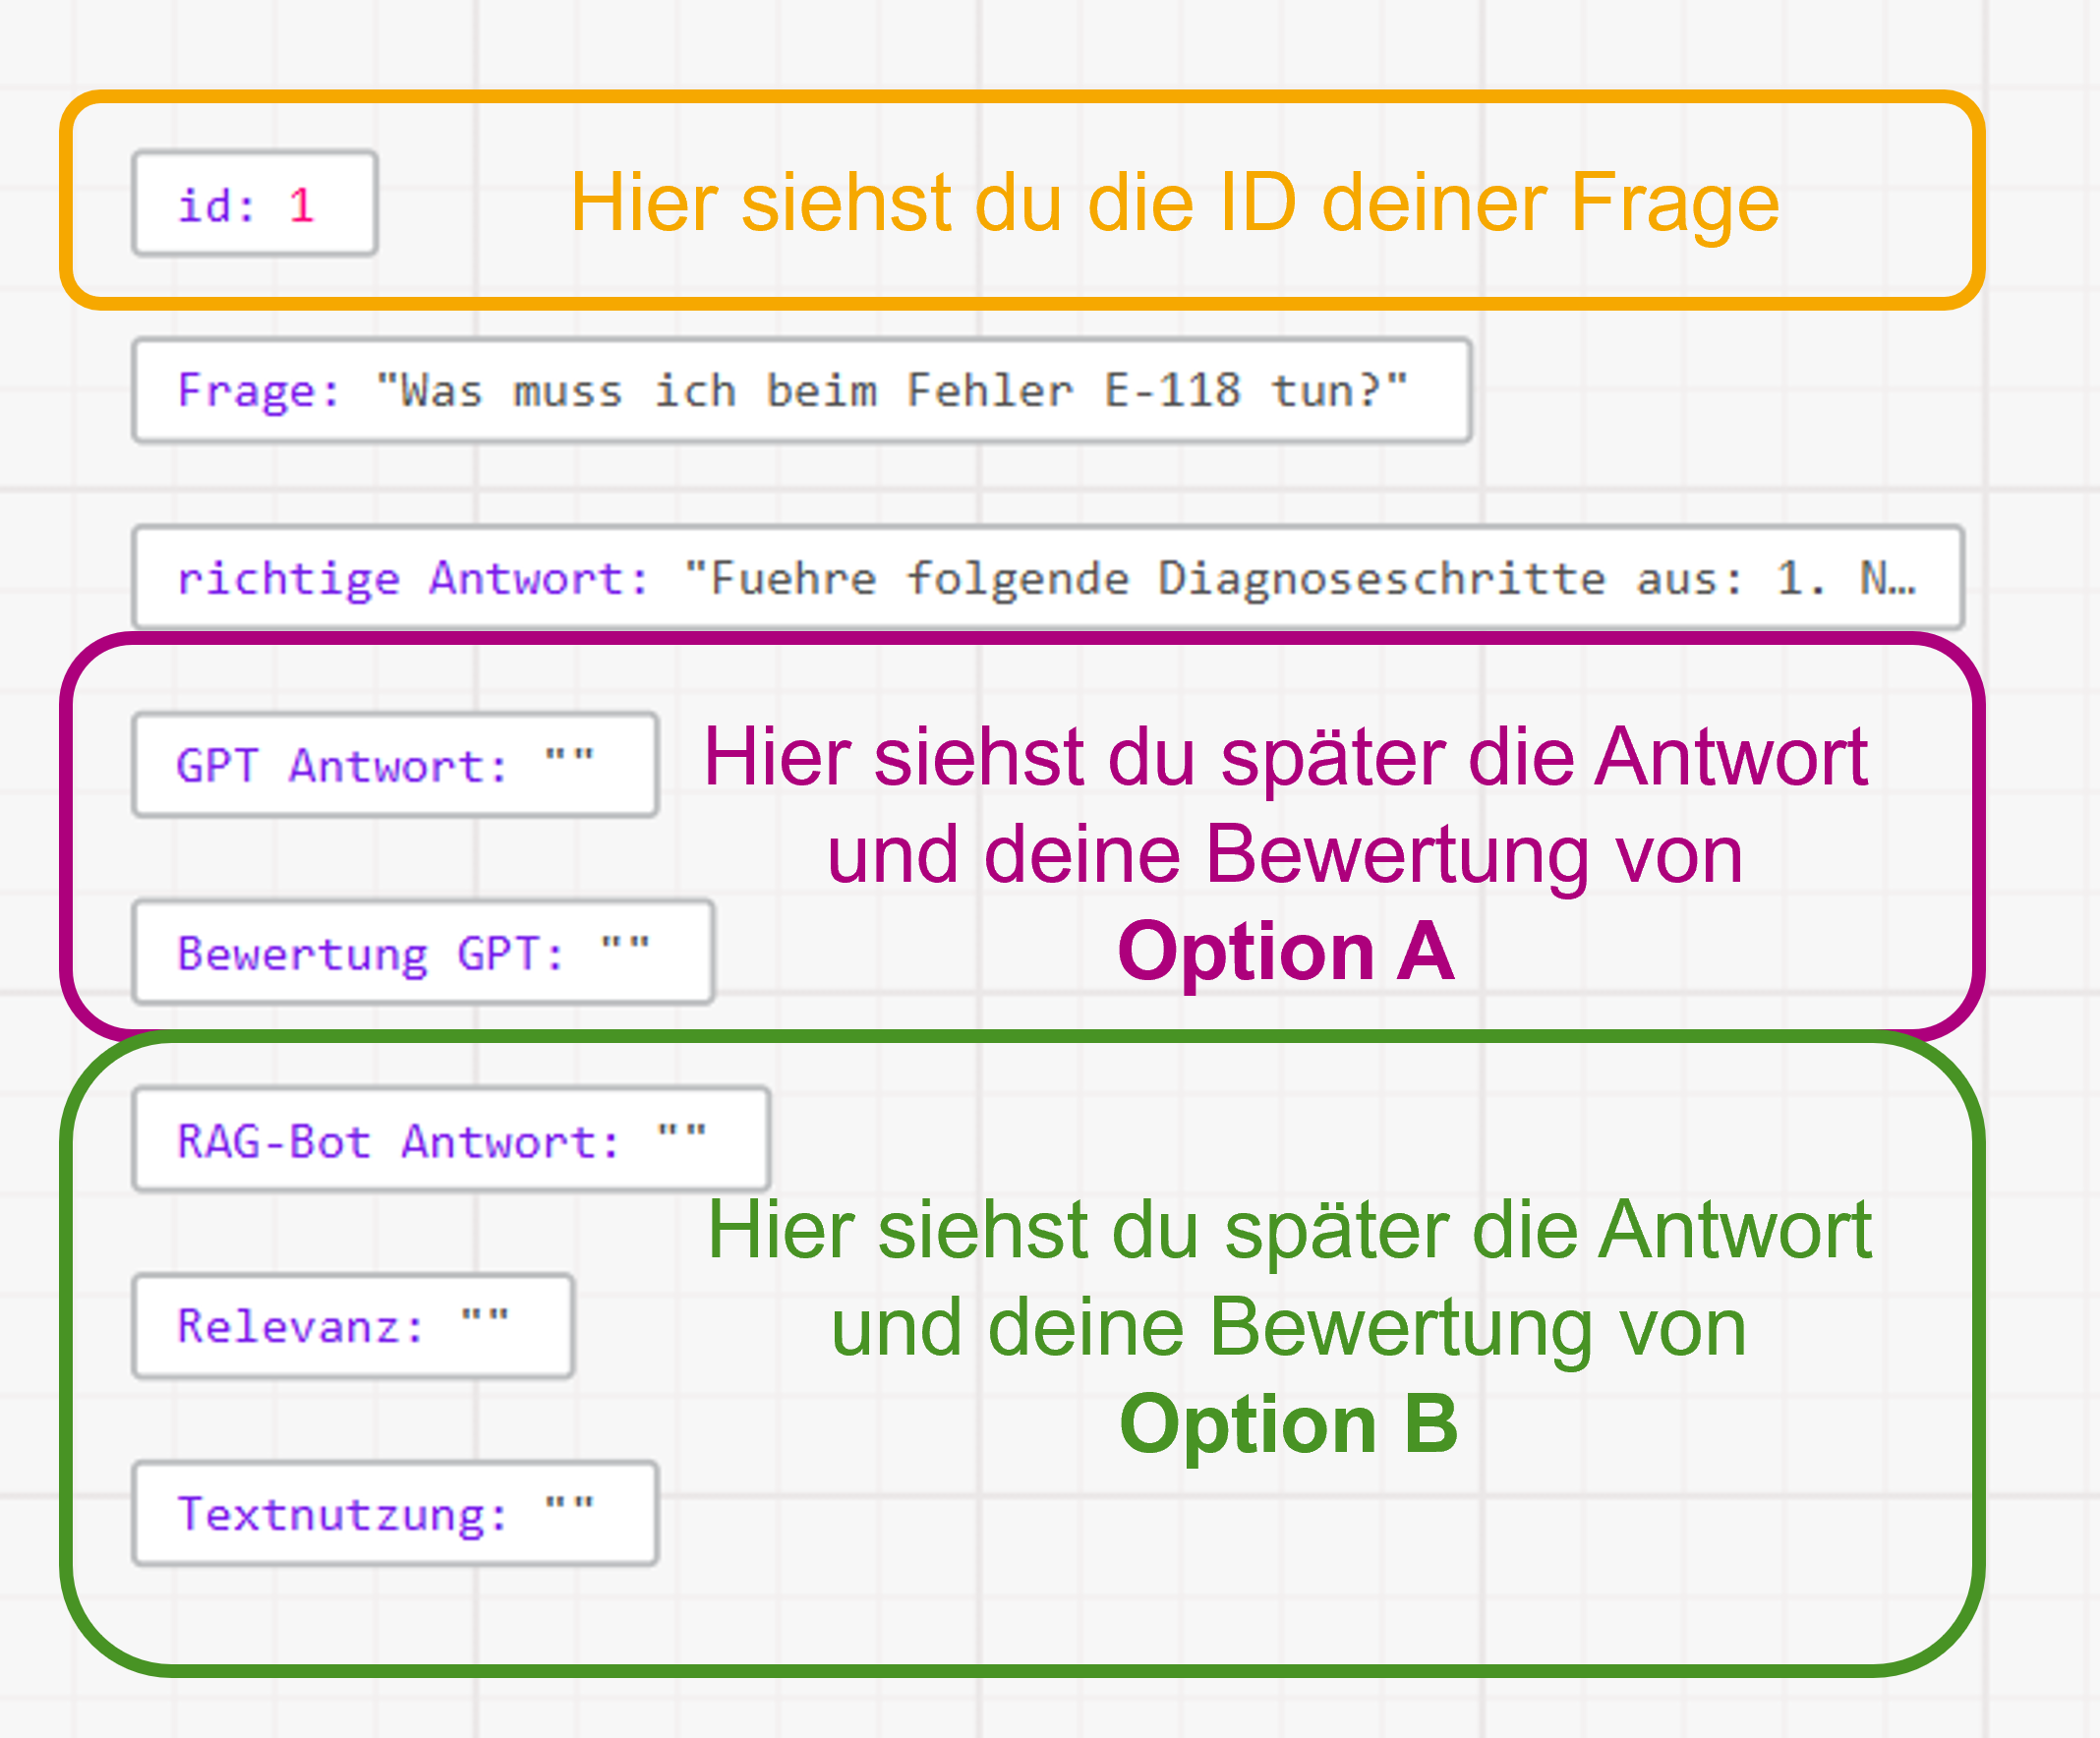 id: 1
Hier siehst du die ID deiner Frage
Frage: "Was muss ich beim Fehler E-118 tun?"
richtige Antwort: "Fuehre folgende Diagnoseschritte aus: 1. N…
GPT Antwort: ""
Hier siehst du später die Antwort
und deine Bewertung von
Option A
Bewertung GPT: ""
RAG-Bot Antwort: ""
Hier siehst du später die Antwort
und deine Bewertung von
Option B
Relevanz: ""
Textnutzung: ""